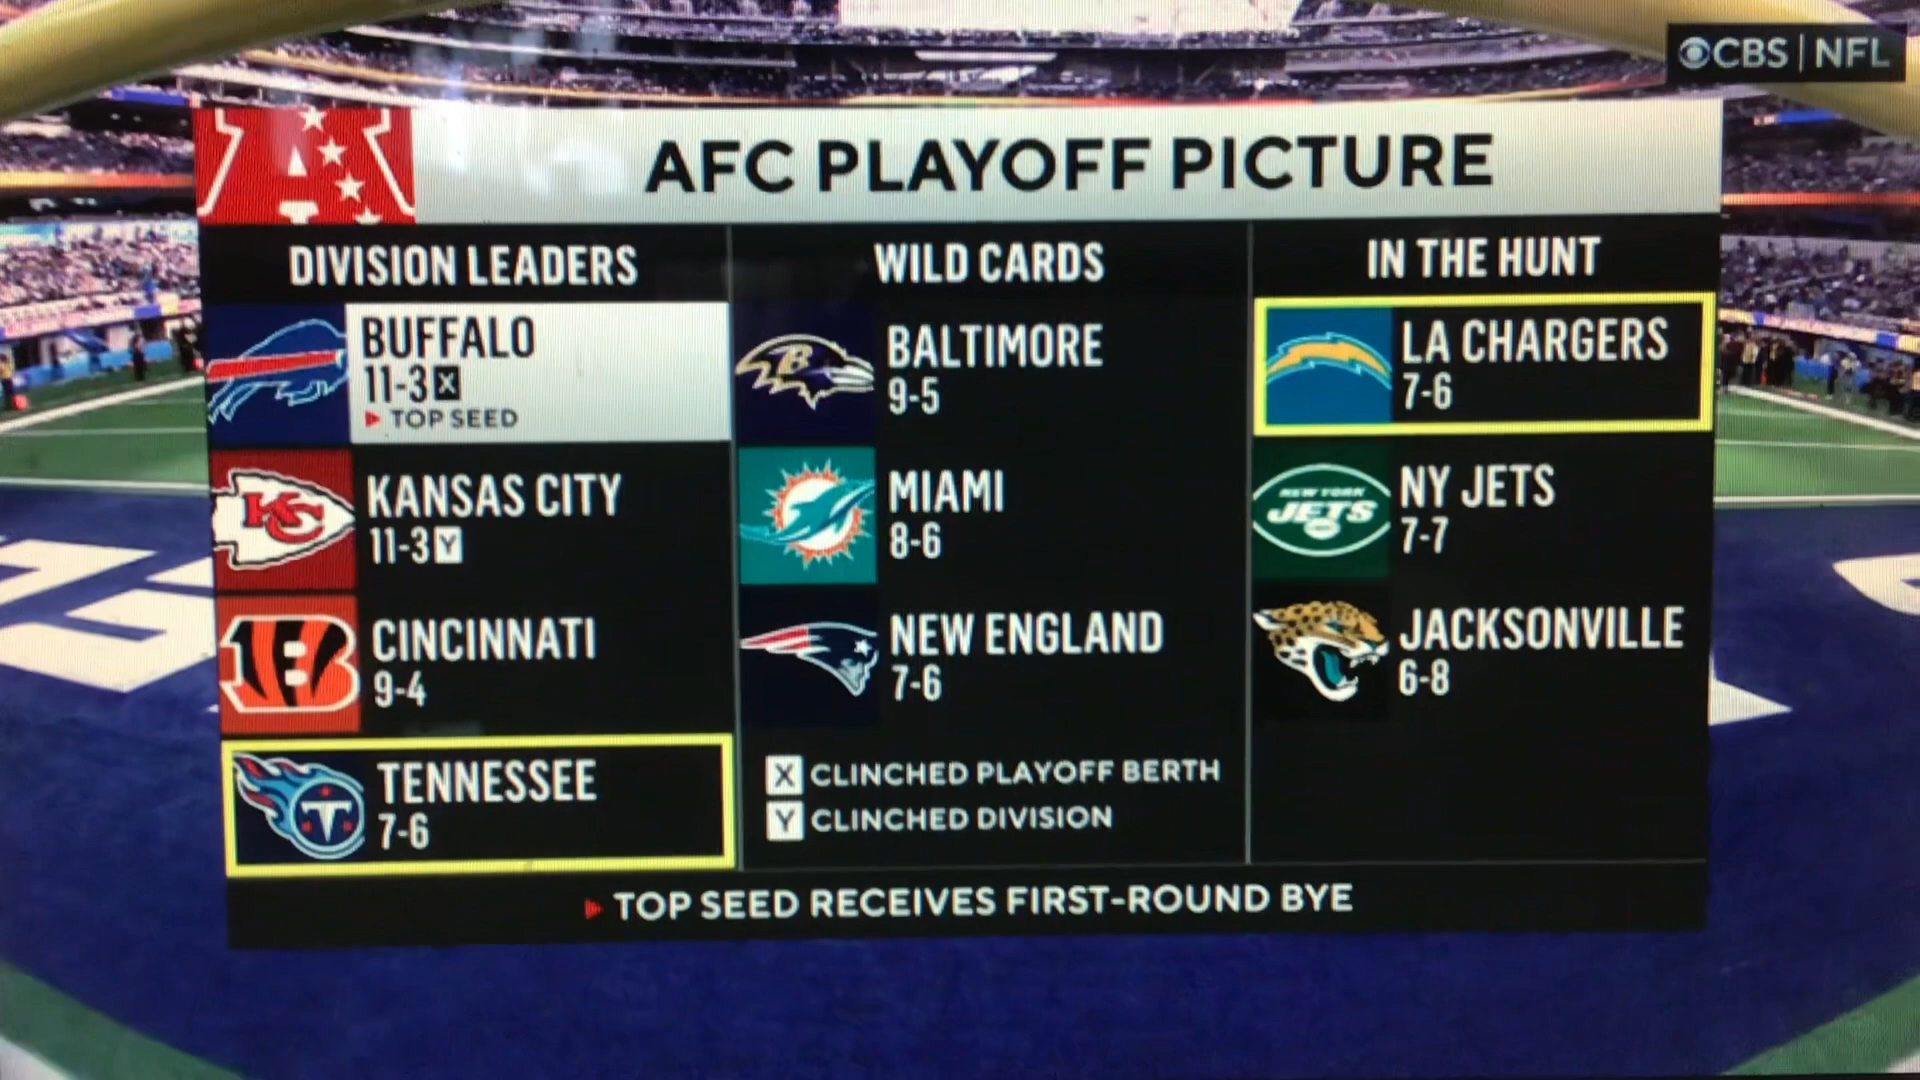 CBS | NFL
AFC PLAYOFF PICTURE
DIVISION LEADERS
BUFFALO
11-3 X
TOP SEED
KANSAS CITY
11-3 Y
CINCINNATI
9-4
TENNESSEE
7-6
WILD CARDS
BALTIMORE
9-5
MIAMI
8-6
NEW ENGLAND
7-6
X CLINCHED PLAYOFF BERTH
Y CLINCHED DIVISION
IN THE HUNT
LA CHARGERS
7-6
NEW YORK
JETS
NY JETS
7-7
JACKSONVILLE
6-8
TOP SEED RECEIVES FIRST-ROUND BYE
B
KC
B
T